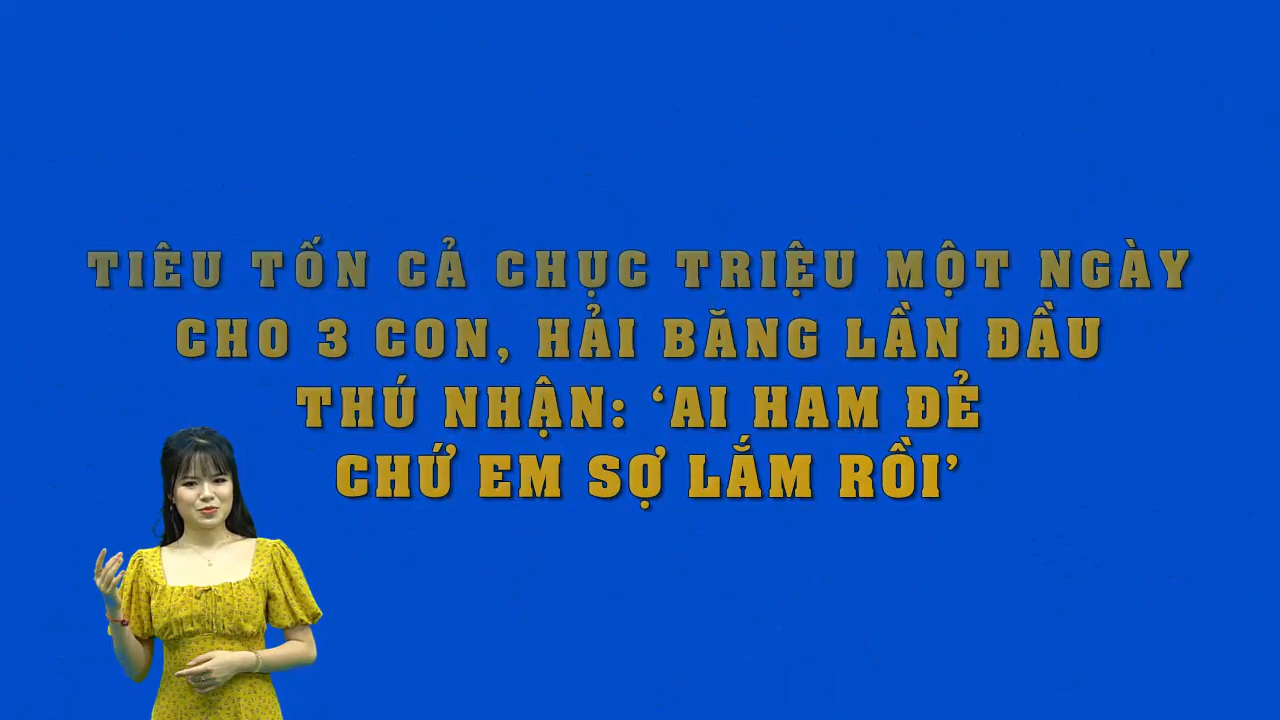 TIÊU TỐN CẢ CHỤC TRIỆU MỘT NGÀY
CHO 3 CON, HẢI BĂNG LẦN ĐẦU
THÚ NHẬN: ‘AI HAM ĐẺ
CHỨ EM SỢ LẮM RỒI’